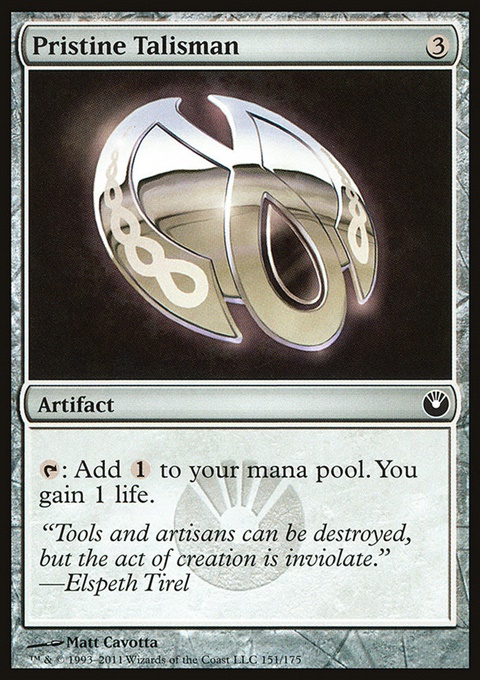 Pristine Talisman 3
Artifact
: Add 1 to your mana pool. You
gain 1 life.
“Tools and artisans can be destroyed,
but the act of creation is inviolate.”
—Elspeth Tirel
Matt Cavotta
™ & © 1993–2011 Wizards of the Coast LLC 151/175